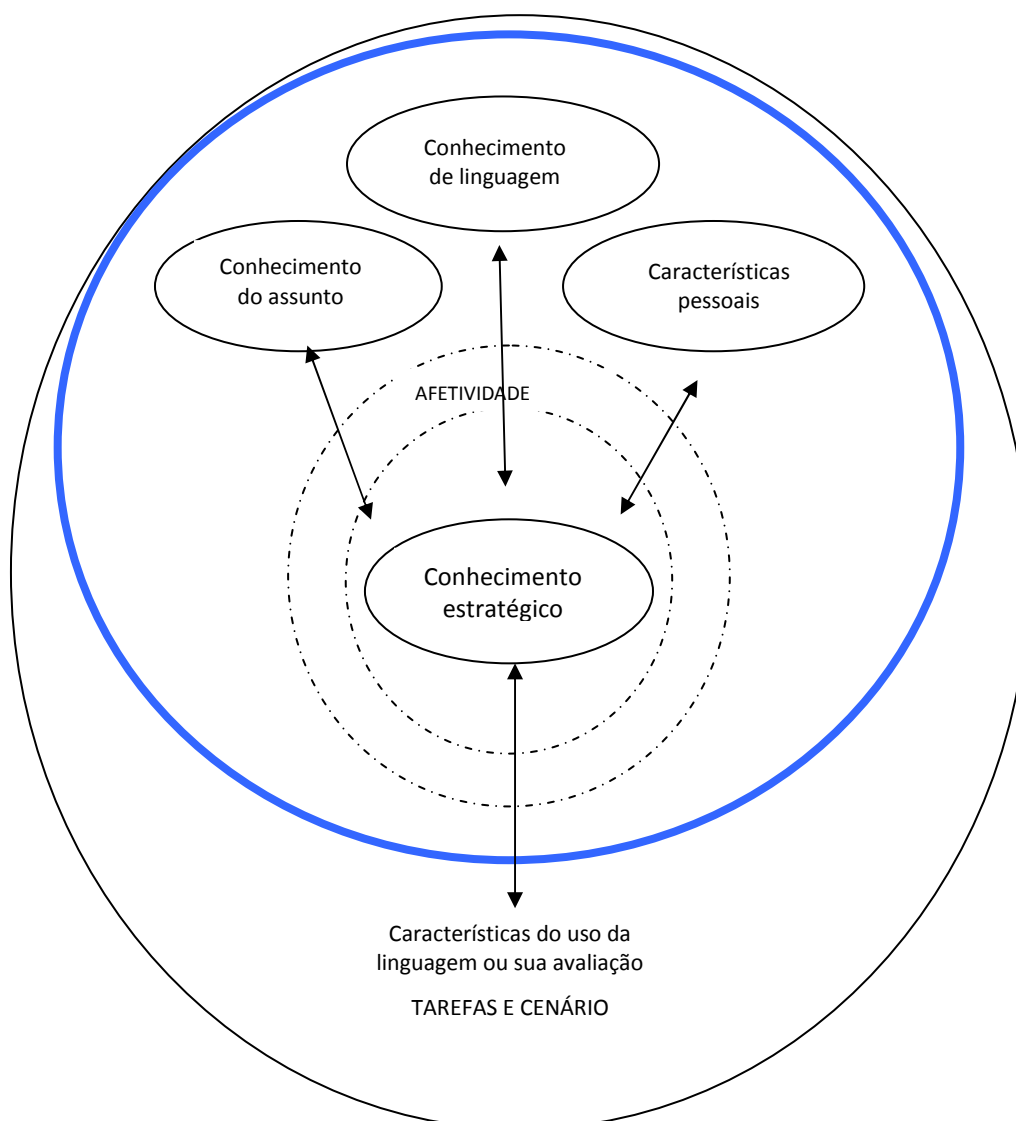 Conhecimento
de linguagem
Conhecimento
do assunto
Características
pessoais
AFETIVIDADE
Conhecimento
estratégico
Características do uso da
linguagem ou sua avaliação
TAREFAS E CENÁRIO